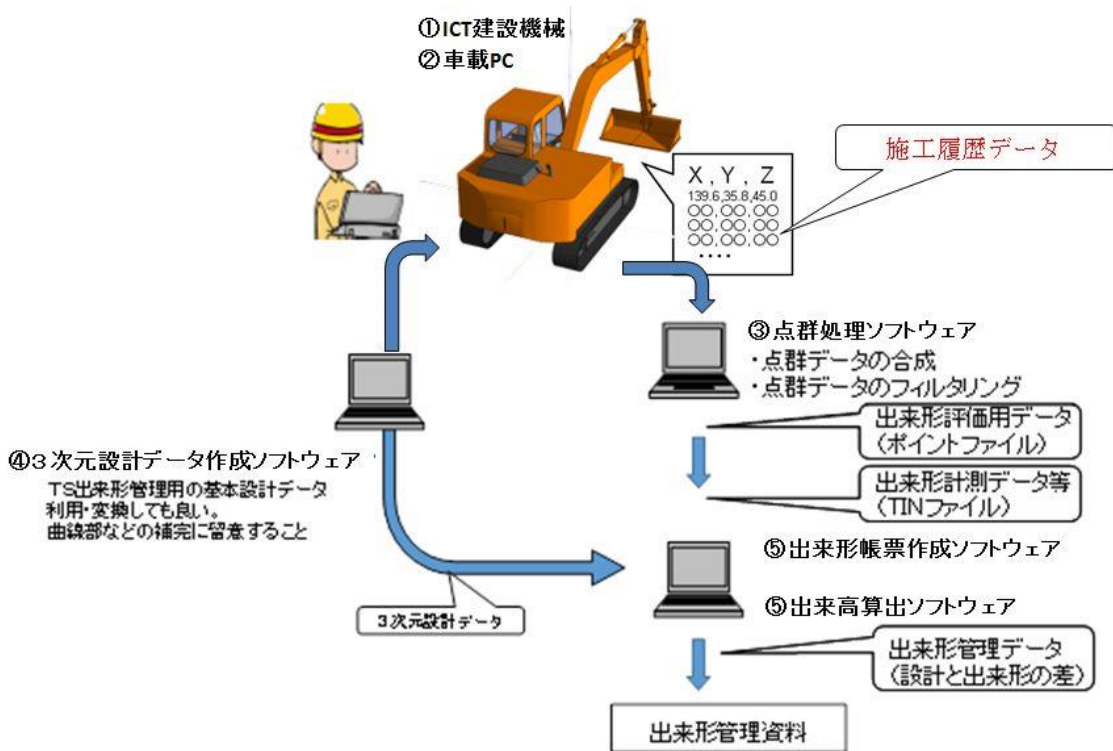 ①ICT建設機械
②車載PC
施工履歴データ
X , Y , Z
139.6,35.8,45.0
○○,○○,○○
○○,○○,○○
○○,○○,○○
・・・・
③点群処理ソフトウェア
・点群データの合成
・点群データのフィルタリング
出来形評価用データ
(ポイントファイル)
出来形計測データ等
(TINファイル)
④3次元設計データ作成ソフトウェア
TS出来形管理用の基本設計データ
利用・変換しても良い。
曲線部などの補完に留意すること
3次元設計データ
⑤出来形帳票作成ソフトウェア
⑤出来高算出ソフトウェア
出来形管理データ
(設計と出来形の差)
出来形管理資料